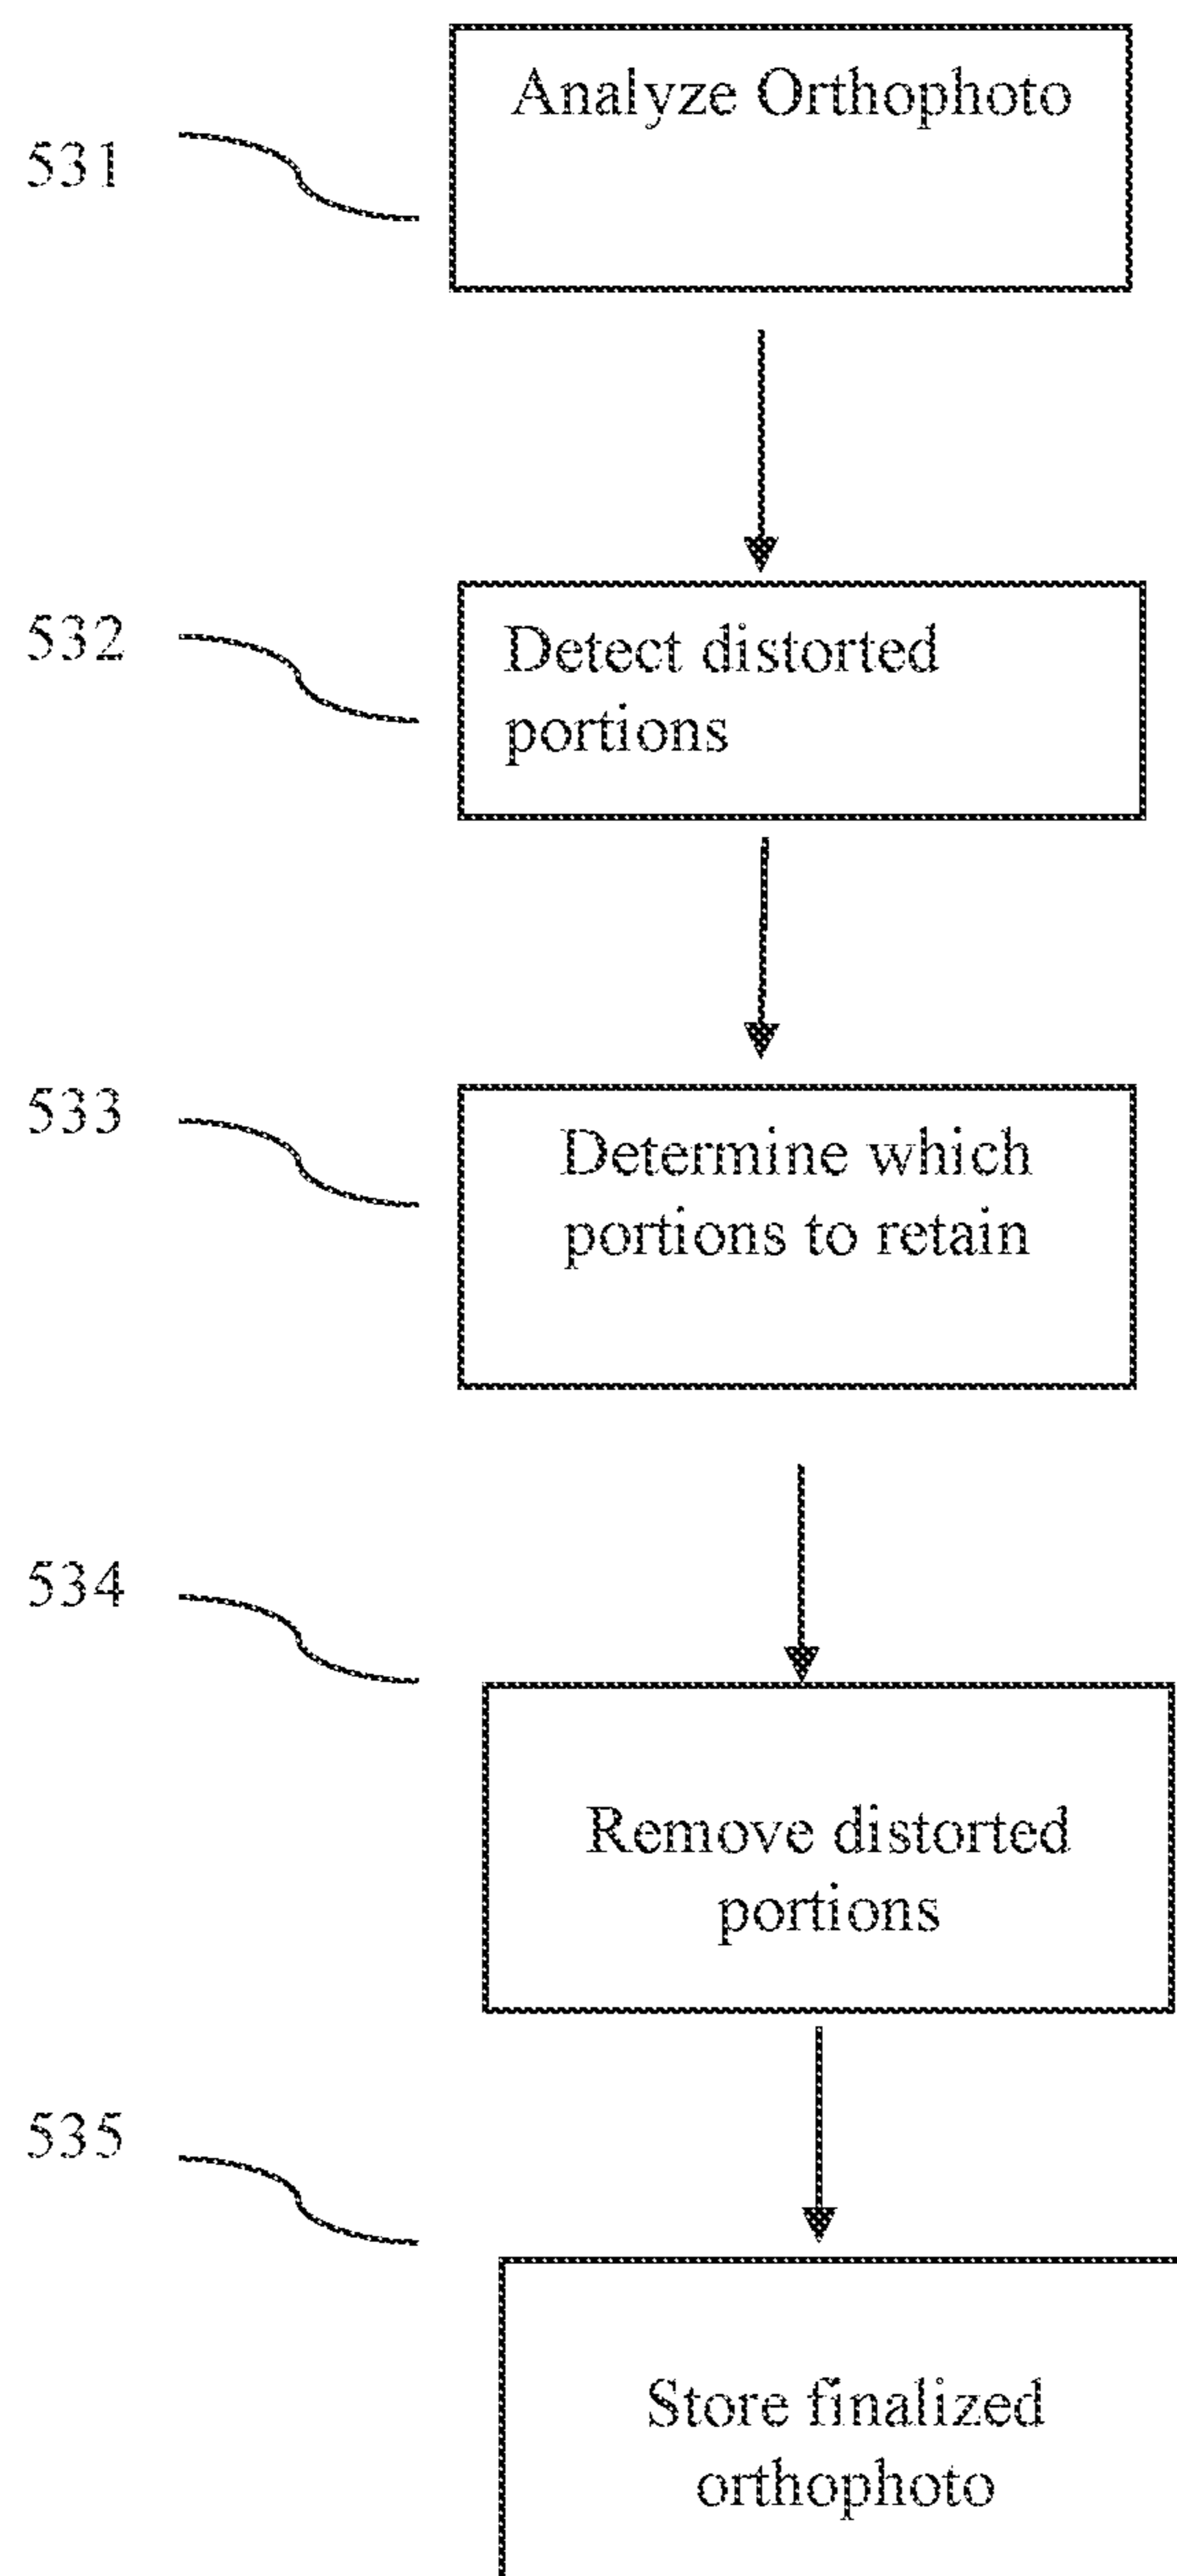 531
Analyze Orthophoto
532
Detect distorted
portions
533
Determine which
portions to retain
534
Remove distorted
portions
535
Store finalized
orthophoto